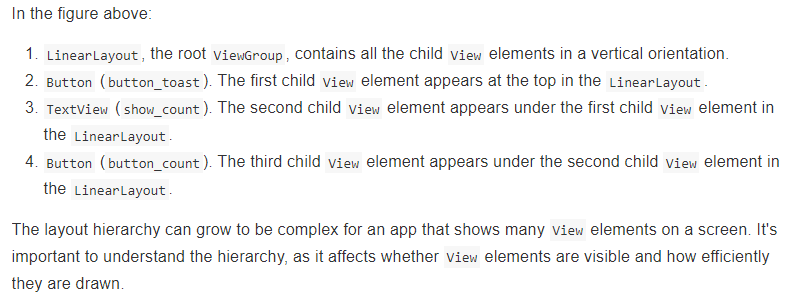 In the figure above:
1. LinearLayout, the root ViewGroup, contains all the child View elements in a vertical orientation.
2. Button (button_toast). The first child View element appears at the top in the LinearLayout.
3. TextView (show_count). The second child View element appears under the first child View element in
the LinearLayout.
4. Button (button_count). The third child View element appears under the second child View element in
the LinearLayout.
The layout hierarchy can grow to be complex for an app that shows many View elements on a screen. It's
important to understand the hierarchy, as it affects whether View elements are visible and how efficiently
they are drawn.